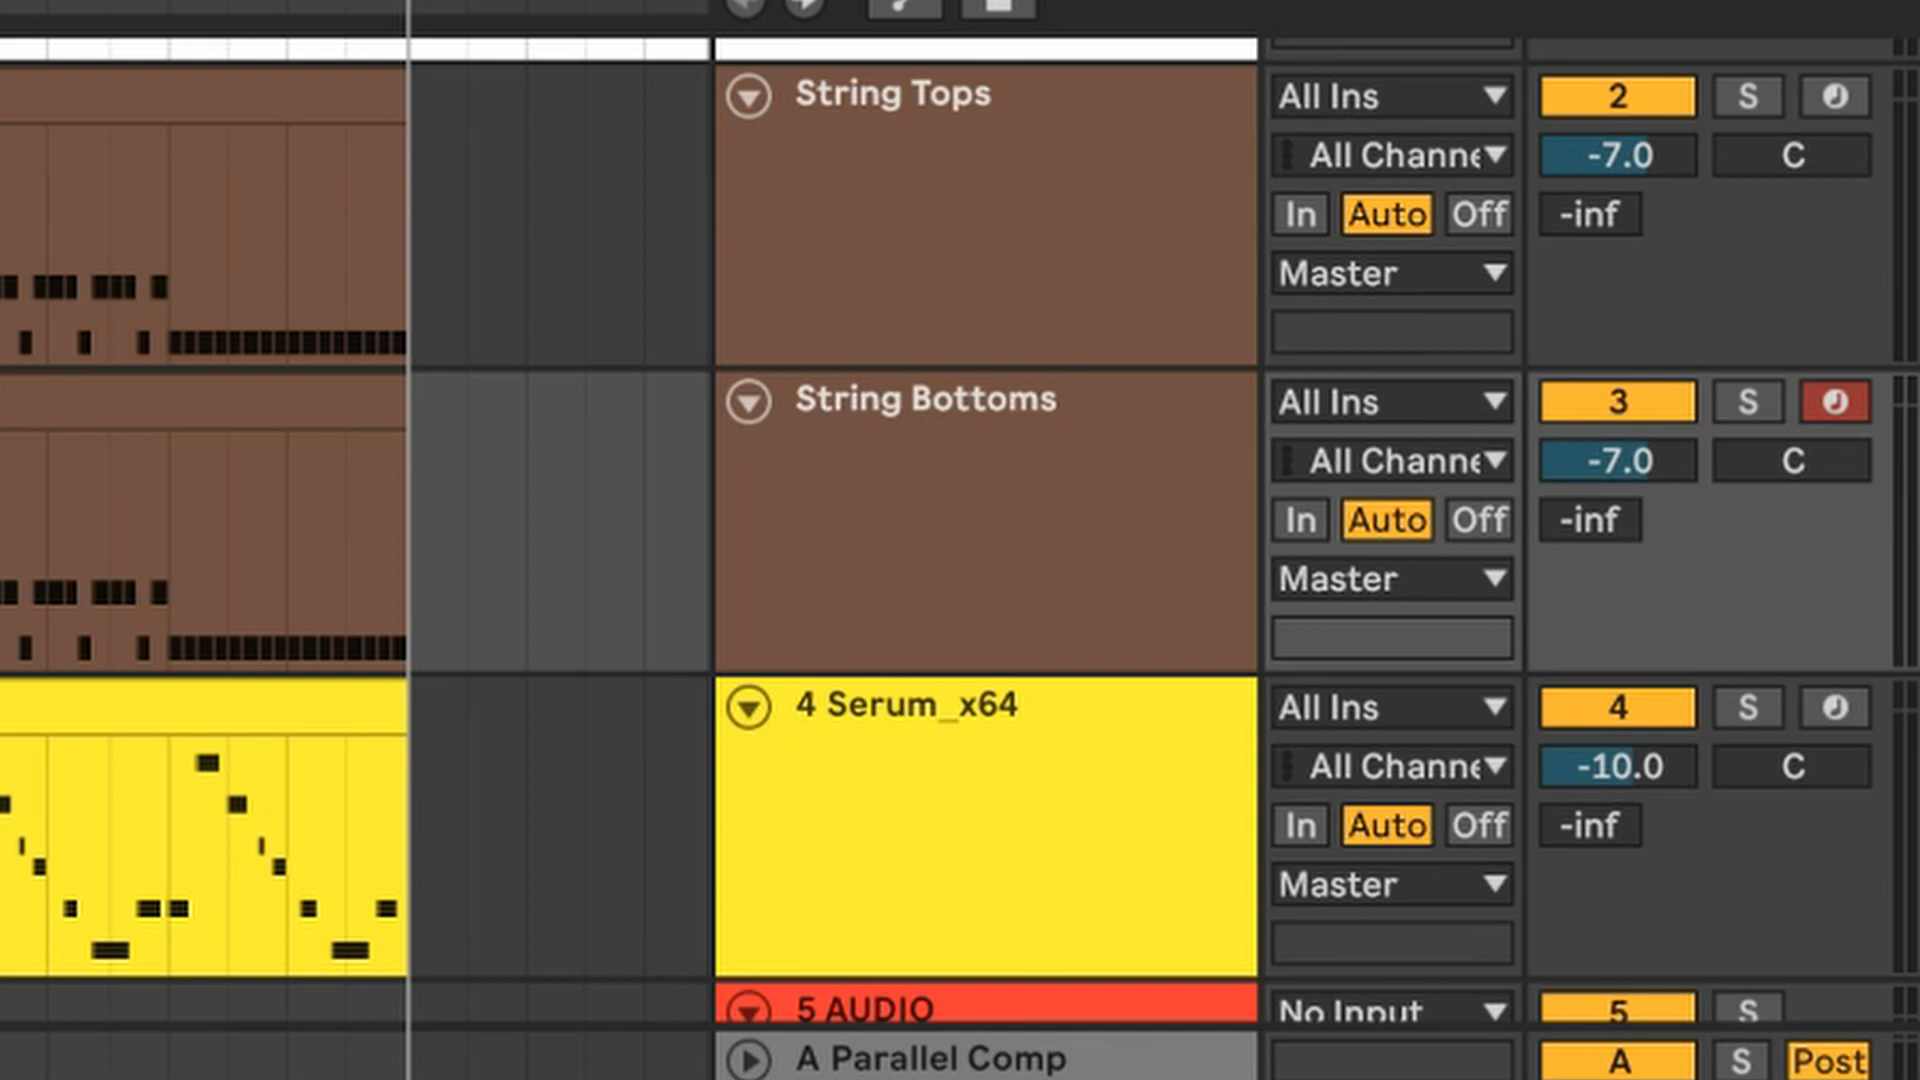 String Tops All Ins 2 S
All Channe -7.0 C
In Auto Off -inf
Master
String Bottoms All Ins 3 S
All Channe -7.0 C
In Auto Off -inf
Master
4 Serum_x64 All Ins 4 S
All Channe -10.0 C
In Auto Off -inf
Master
5 AUDIO No Input 5 S
A Parallel Comp A S Post